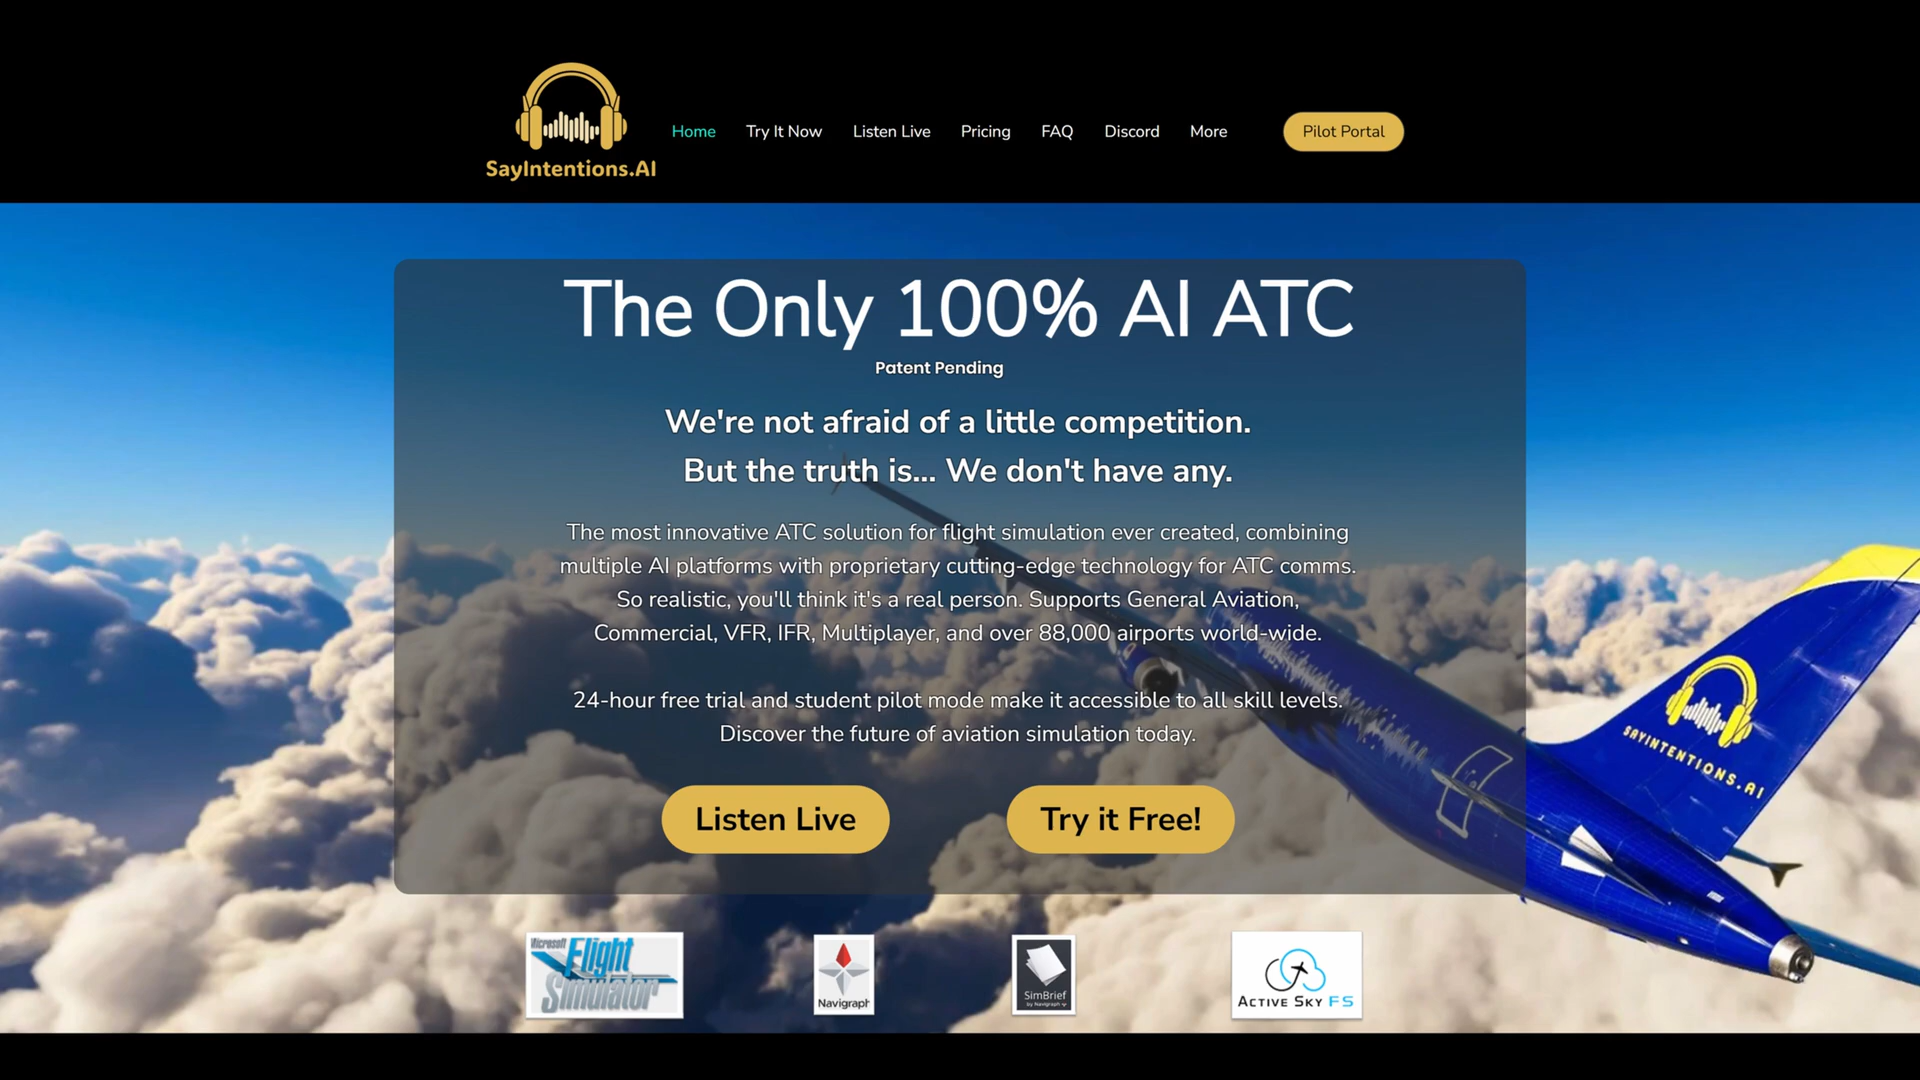 SayIntentions.AI
Home
Try It Now
Listen Live
Pricing
FAQ
Discord
More
Pilot Portal
The Only 100% AI ATC
Patent Pending
We're not afraid of a little competition.
But the truth is... We don't have any.
The most innovative ATC solution for flight simulation ever created, combining
multiple AI platforms with proprietary cutting-edge technology for ATC comms.
So realistic, you'll think it's a real person. Supports General Aviation,
Commercial, VFR, IFR, Multiplayer, and over 88,000 airports world-wide.
24-hour free trial and student pilot mode make it accessible to all skill levels.
Discover the future of aviation simulation today.
SAYINTENTIONS.AI
Listen Live
Try it Free!
Microsoft
Flight
Simulator
Navigraph
SimBrief
by Navigraph
ACTIVE SKY FS